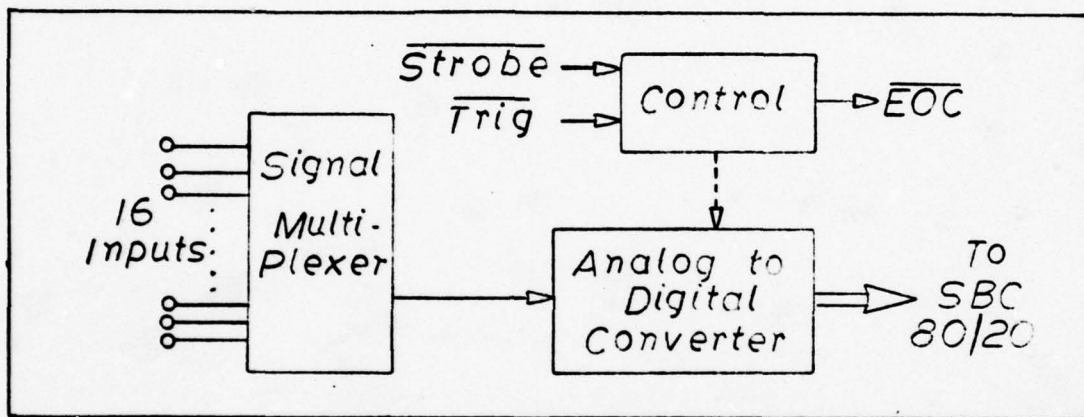 Strobe
Trig
Control
EOC
16
Inputs
Signal
Multi-
Plexer
Analog to
Digital
Converter
To
SBC
80/20